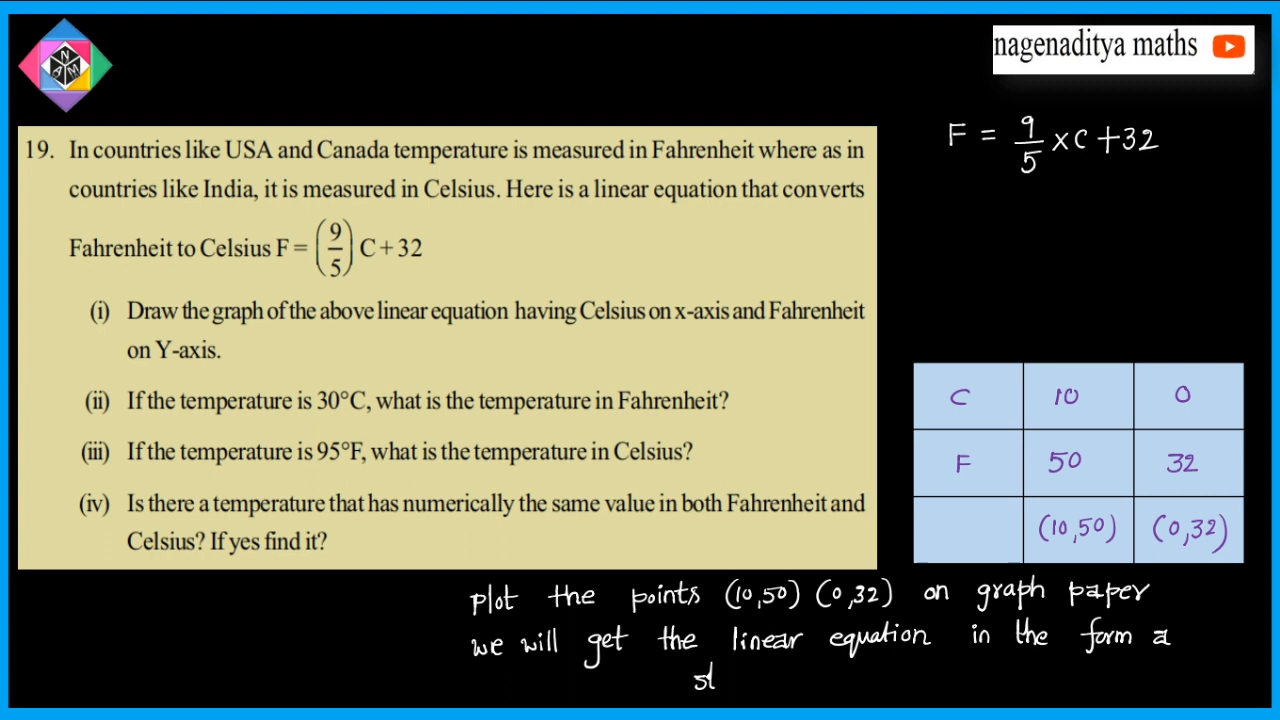 N
A M
nagenaditya maths
19. In countries like USA and Canada temperature is measured in Fahrenheit where as in
countries like India, it is measured in Celsius. Here is a linear equation that converts
Fahrenheit to Celsius F = (9/5) C + 32
(i) Draw the graph of the above linear equation having Celsius on x-axis and Fahrenheit
on Y-axis.
(ii) If the temperature is 30°C, what is the temperature in Fahrenheit?
(iii) If the temperature is 95°F, what is the temperature in Celsius?
(iv) Is there a temperature that has numerically the same value in both Fahrenheit and
Celsius? If yes find it?
F = 9/5 × C + 32
C 10 0
F 50 32
(10,50) (0,32)
plot the points (10,50) (0,32) on graph paper
we will get the linear equation in the form a
st